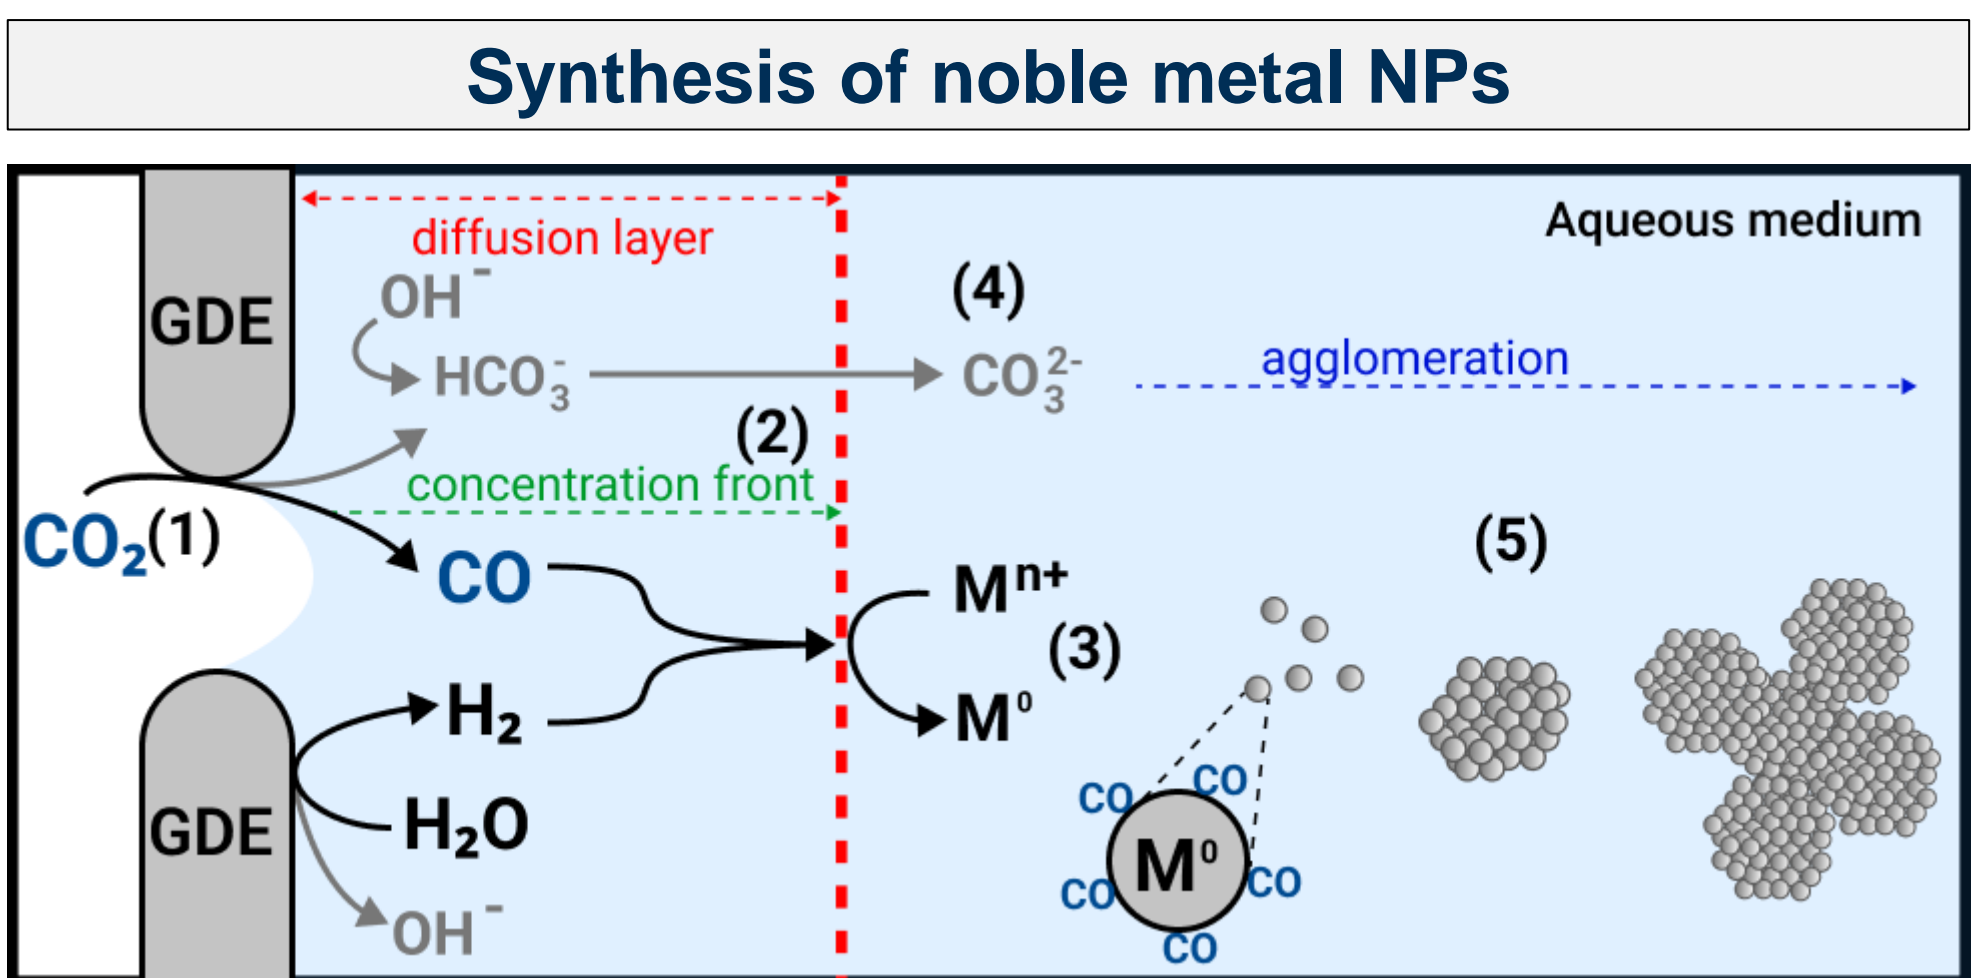 Synthesis of noble metal NPs
Aqueous medium
diffusion layer
GDE
OH⁻
(4)
HCO₃⁻
CO₃²⁻
agglomeration
(2)
concentration front
CO₂(1)
CO
(5)
Mⁿ⁺
(3)
H₂
M⁰
H₂O
GDE
OH⁻
CO
CO
M⁰
CO
CO
CO